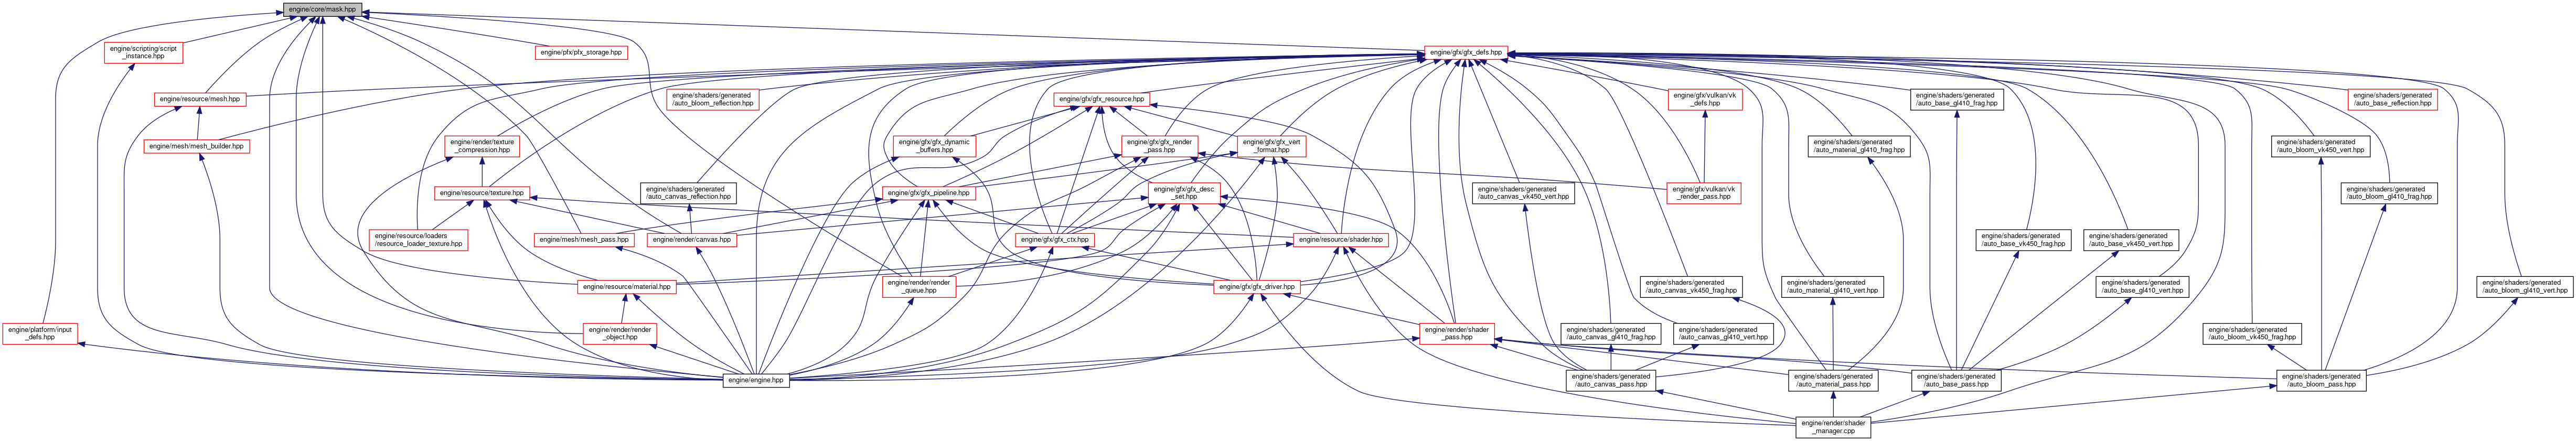 engine/core/mask.hpp
engine/scripting/script
_instance.hpp
engine/pfx/pfx_storage.hpp
engine/gfx/gfx_defs.hpp
engine/resource/mesh.hpp
engine/shaders/generated
/auto_bloom_reflection.hpp
engine/gfx/gfx_resource.hpp
engine/gfx/vulkan/vk
_defs.hpp
engine/shaders/generated
/auto_base_gl410_frag.hpp
engine/shaders/generated
/auto_base_reflection.hpp
engine/mesh/mesh_builder.hpp
engine/render/texture
_compression.hpp
engine/gfx/gfx_dynamic
_buffers.hpp
engine/gfx/gfx_render
_pass.hpp
engine/gfx/gfx_vert
_format.hpp
engine/shaders/generated
/auto_material_gl410_frag.hpp
engine/shaders/generated
/auto_bloom_vk450_vert.hpp
engine/resource/texture.hpp
engine/shaders/generated
/auto_canvas_reflection.hpp
engine/gfx/gfx_pipeline.hpp
engine/gfx/gfx_desc
_set.hpp
engine/shaders/generated
/auto_canvas_vk450_vert.hpp
engine/gfx/vulkan/vk
_render_pass.hpp
engine/shaders/generated
/auto_bloom_gl410_frag.hpp
engine/resource/loaders
/resource_loader_texture.hpp
engine/mesh/mesh_pass.hpp
engine/render/canvas.hpp
engine/gfx/gfx_ctx.hpp
engine/resource/shader.hpp
engine/shaders/generated
/auto_base_vk450_frag.hpp
engine/shaders/generated
/auto_base_vk450_vert.hpp
engine/resource/material.hpp
engine/render/render
_queue.hpp
engine/gfx/gfx_driver.hpp
engine/shaders/generated
/auto_canvas_vk450_frag.hpp
engine/shaders/generated
/auto_material_gl410_vert.hpp
engine/shaders/generated
/auto_base_gl410_vert.hpp
engine/shaders/generated
/auto_bloom_gl410_vert.hpp
engine/platform/input
_defs.hpp
engine/render/render
_object.hpp
engine/render/shader
_pass.hpp
engine/shaders/generated
/auto_canvas_gl410_frag.hpp
engine/shaders/generated
/auto_canvas_gl410_vert.hpp
engine/shaders/generated
/auto_bloom_vk450_frag.hpp
engine/engine.hpp
engine/shaders/generated
/auto_canvas_pass.hpp
engine/shaders/generated
/auto_material_pass.hpp
engine/shaders/generated
/auto_base_pass.hpp
engine/shaders/generated
/auto_bloom_pass.hpp
engine/render/shader
_manager.cpp